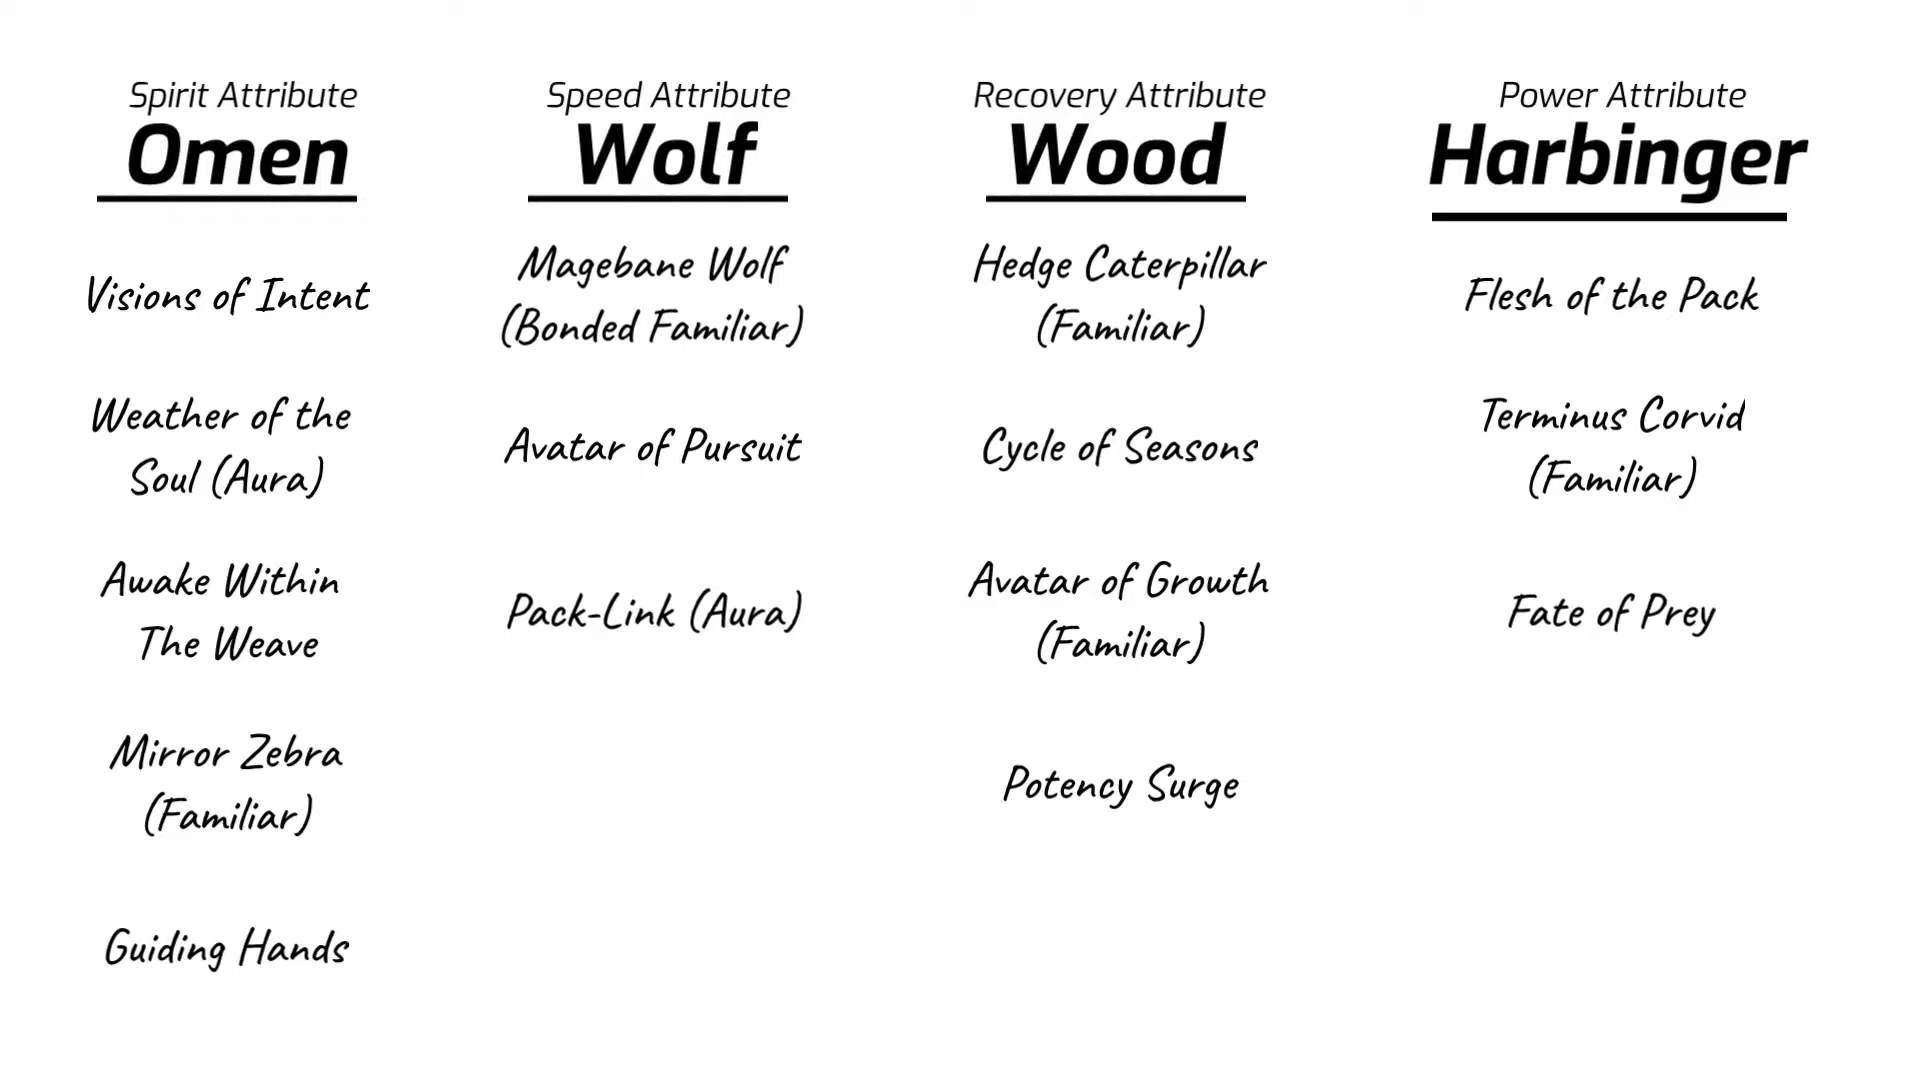 Spirit Attribute
Omen
Visions of Intent
Weather of the
Soul (Aura)
Awake Within
The Weave
Mirror Zebra
(Familiar)
Guiding Hands
Speed Attribute
Wolf
Magebane Wolf
(Bonded Familiar)
Avatar of Pursuit
Pack-Link (Aura)
Recovery Attribute
Wood
Hedge Caterpillar
(Familiar)
Cycle of Seasons
Avatar of Growth
(Familiar)
Potency Surge
Power Attribute
Harbinger
Flesh of the Pack
Terminus Corvid
(Familiar)
Fate of Prey